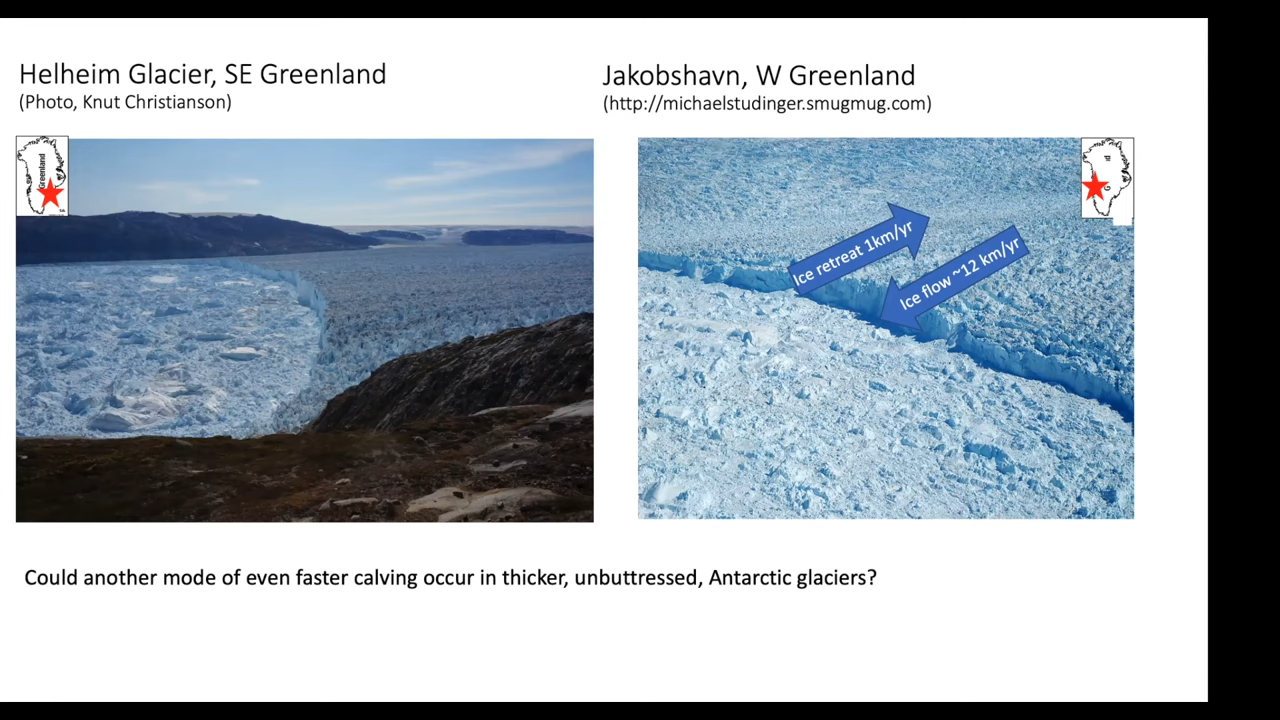 Helheim Glacier, SE Greenland
(Photo, Knut Christianson)
Jakobshavn, W Greenland
(http://michaelstudinger.smugmug.com)
Greenland
Ice retreat 1km/yr
Ice flow ~12 km/yr
Could another mode of even faster calving occur in thicker, unbuttressed, Antarctic glaciers?